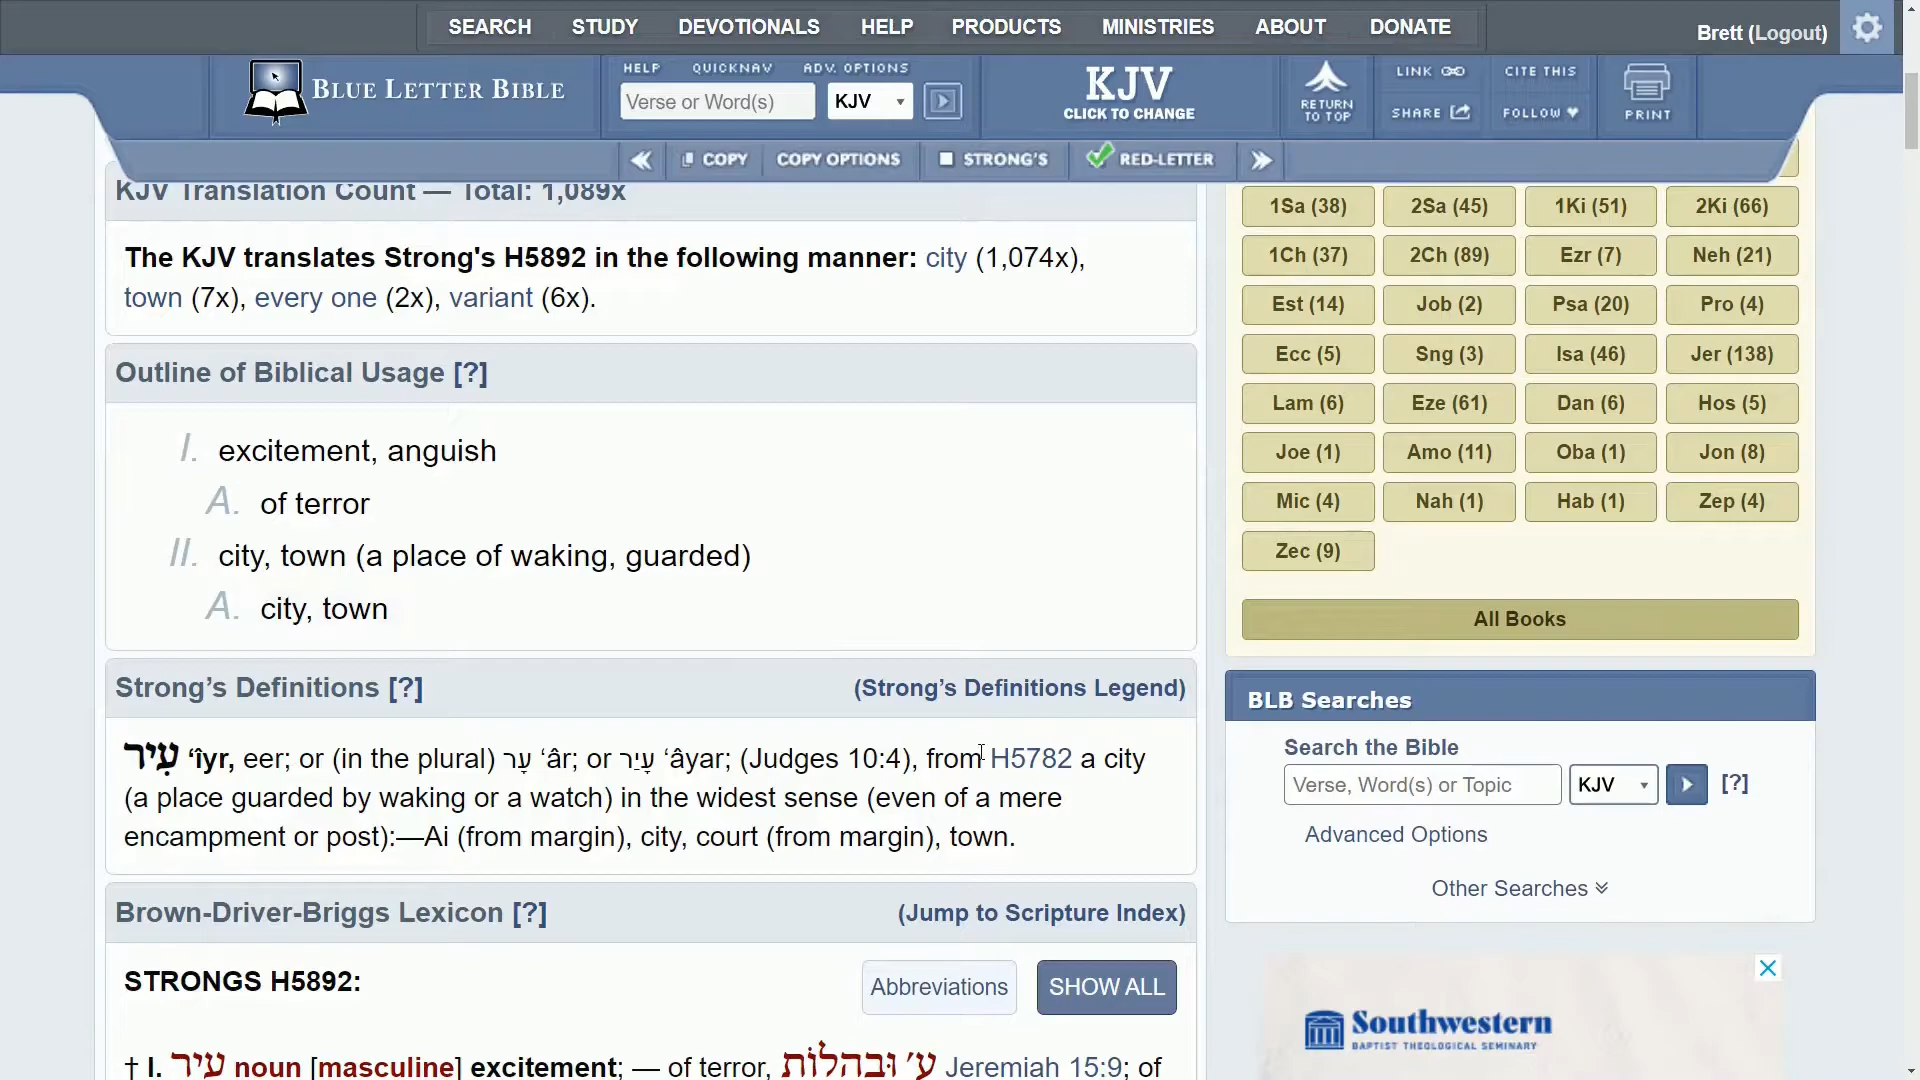 SEARCH STUDY DEVOTIONALS HELP PRODUCTS MINISTRIES ABOUT DONATE
Brett (Logout)
BLUE LETTER BIBLE
HELP QUICKNAV ADV. OPTIONS
Verse or Word(s) KJV
KJV
CLICK TO CHANGE
RETURN
TO TOP
LINK
SHARE
CITE THIS
FOLLOW
PRINT
COPY COPY OPTIONS STRONG'S RED-LETTER
KJV Translation Count — Total: 1,089x
The KJV translates Strong's H5892 in the following manner: city (1,074x),
town (7x), every one (2x), variant (6x).
Outline of Biblical Usage [?]
I. excitement, anguish
A. of terror
II. city, town (a place of waking, guarded)
A. city, town
Strong’s Definitions [?] (Strong’s Definitions Legend)
עִיר ʻîyr, eer; or (in the plural) עָר ʻâr; or עָיַר ʻâyar; (Judges 10:4), from H5782 a city
(a place guarded by waking or a watch) in the widest sense (even of a mere
encampment or post):—Ai (from margin), city, court (from margin), town.
Brown-Driver-Briggs Lexicon [?] (Jump to Scripture Index)
STRONGS H5892:
Abbreviations SHOW ALL
† I. עִיר noun [masculine] excitement; — of terror, ע׳ וּבֶהָלוֹת Jeremiah 15:9; of
1Sa (38) 2Sa (45) 1Ki (51) 2Ki (66)
1Ch (37) 2Ch (89) Ezr (7) Neh (21)
Est (14) Job (2) Psa (20) Pro (4)
Ecc (5) Sng (3) Isa (46) Jer (138)
Lam (6) Eze (61) Dan (6) Hos (5)
Joe (1) Amo (11) Oba (1) Jon (8)
Mic (4) Nah (1) Hab (1) Zep (4)
Zec (9)
All Books
BLB Searches
Search the Bible
Verse, Word(s) or Topic KJV [?]
Advanced Options
Other Searches
Southwestern
BAPTIST THEOLOGICAL SEMINARY